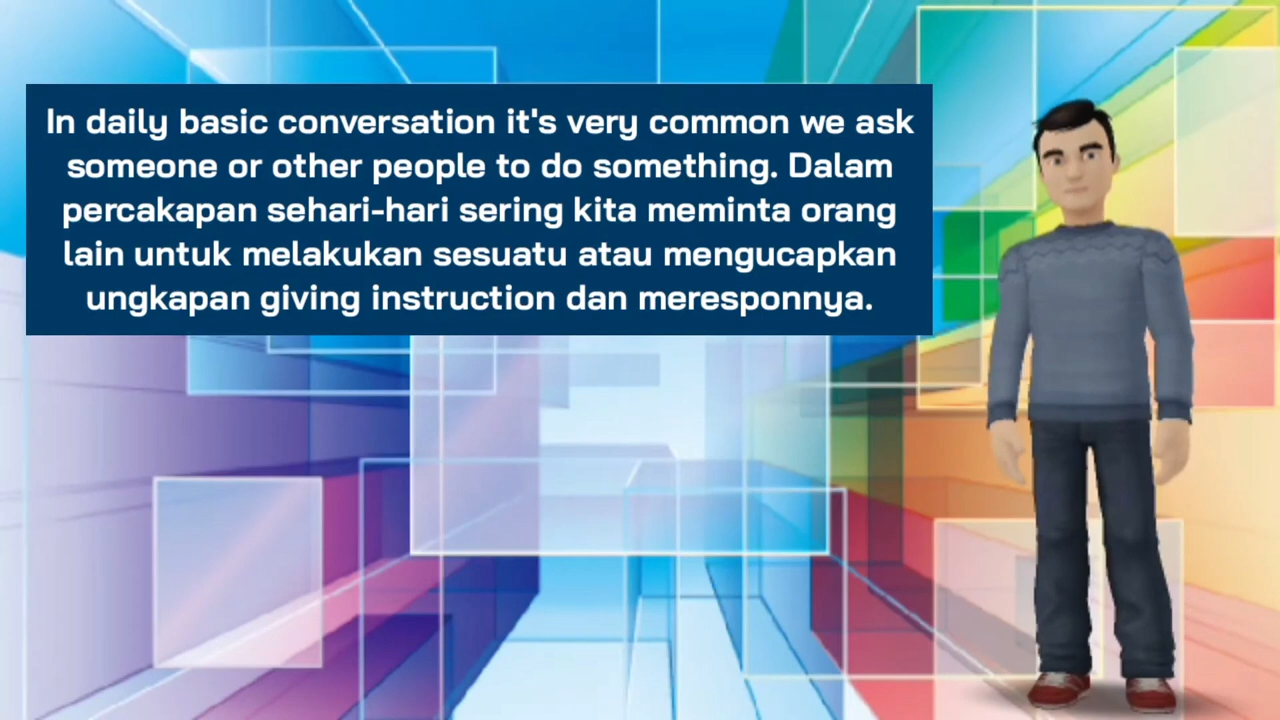 In daily basic conversation it's very common we ask
someone or other people to do something. Dalam
percakapan sehari-hari sering kita meminta orang
lain untuk melakukan sesuatu atau mengucapkan
ungkapan giving instruction dan meresponnya.